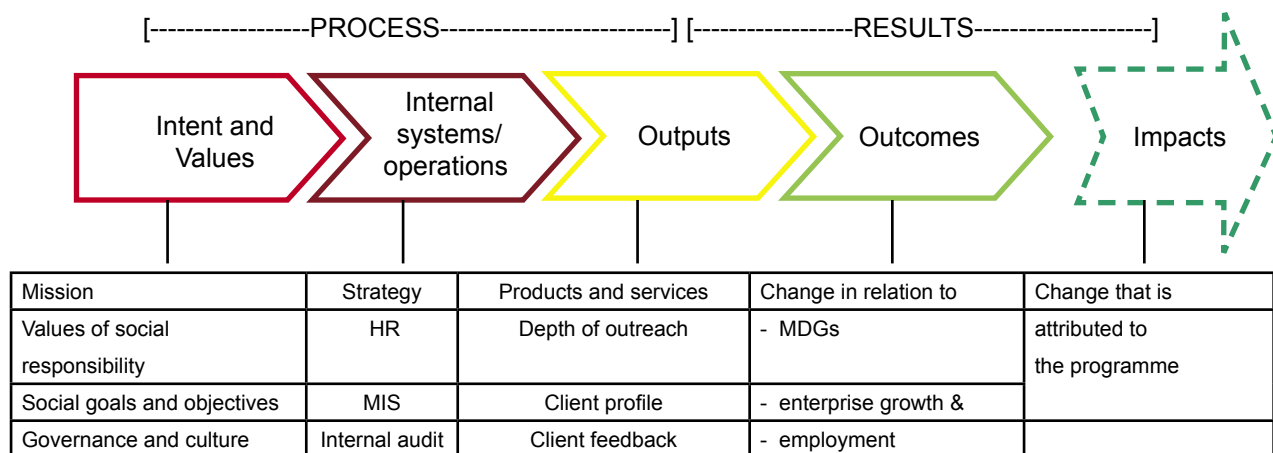 [------------------PROCESS--------------------------] [------------------RESULTS--------------------]
Intent and
Values
Internal
systems/
operations
Outputs
Outcomes
Impacts
Mission
Strategy
Products and services
Change in relation to
Change that is
Values of social
responsibility
HR
Depth of outreach
- MDGs
attributed to
the programme
Social goals and objectives
MIS
Client profile
- enterprise growth &
Governance and culture
Internal audit
Client feedback
- employment